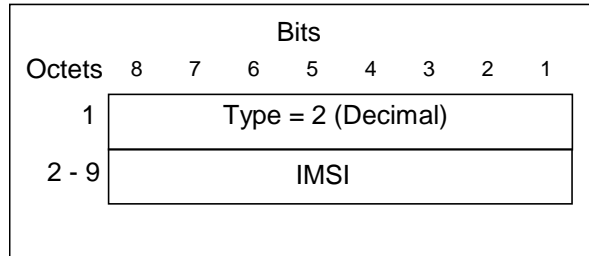 Bits
Octets 8 7 6 5 4 3 2 1
1 Type = 2 (Decimal)
2 - 9 IMSI